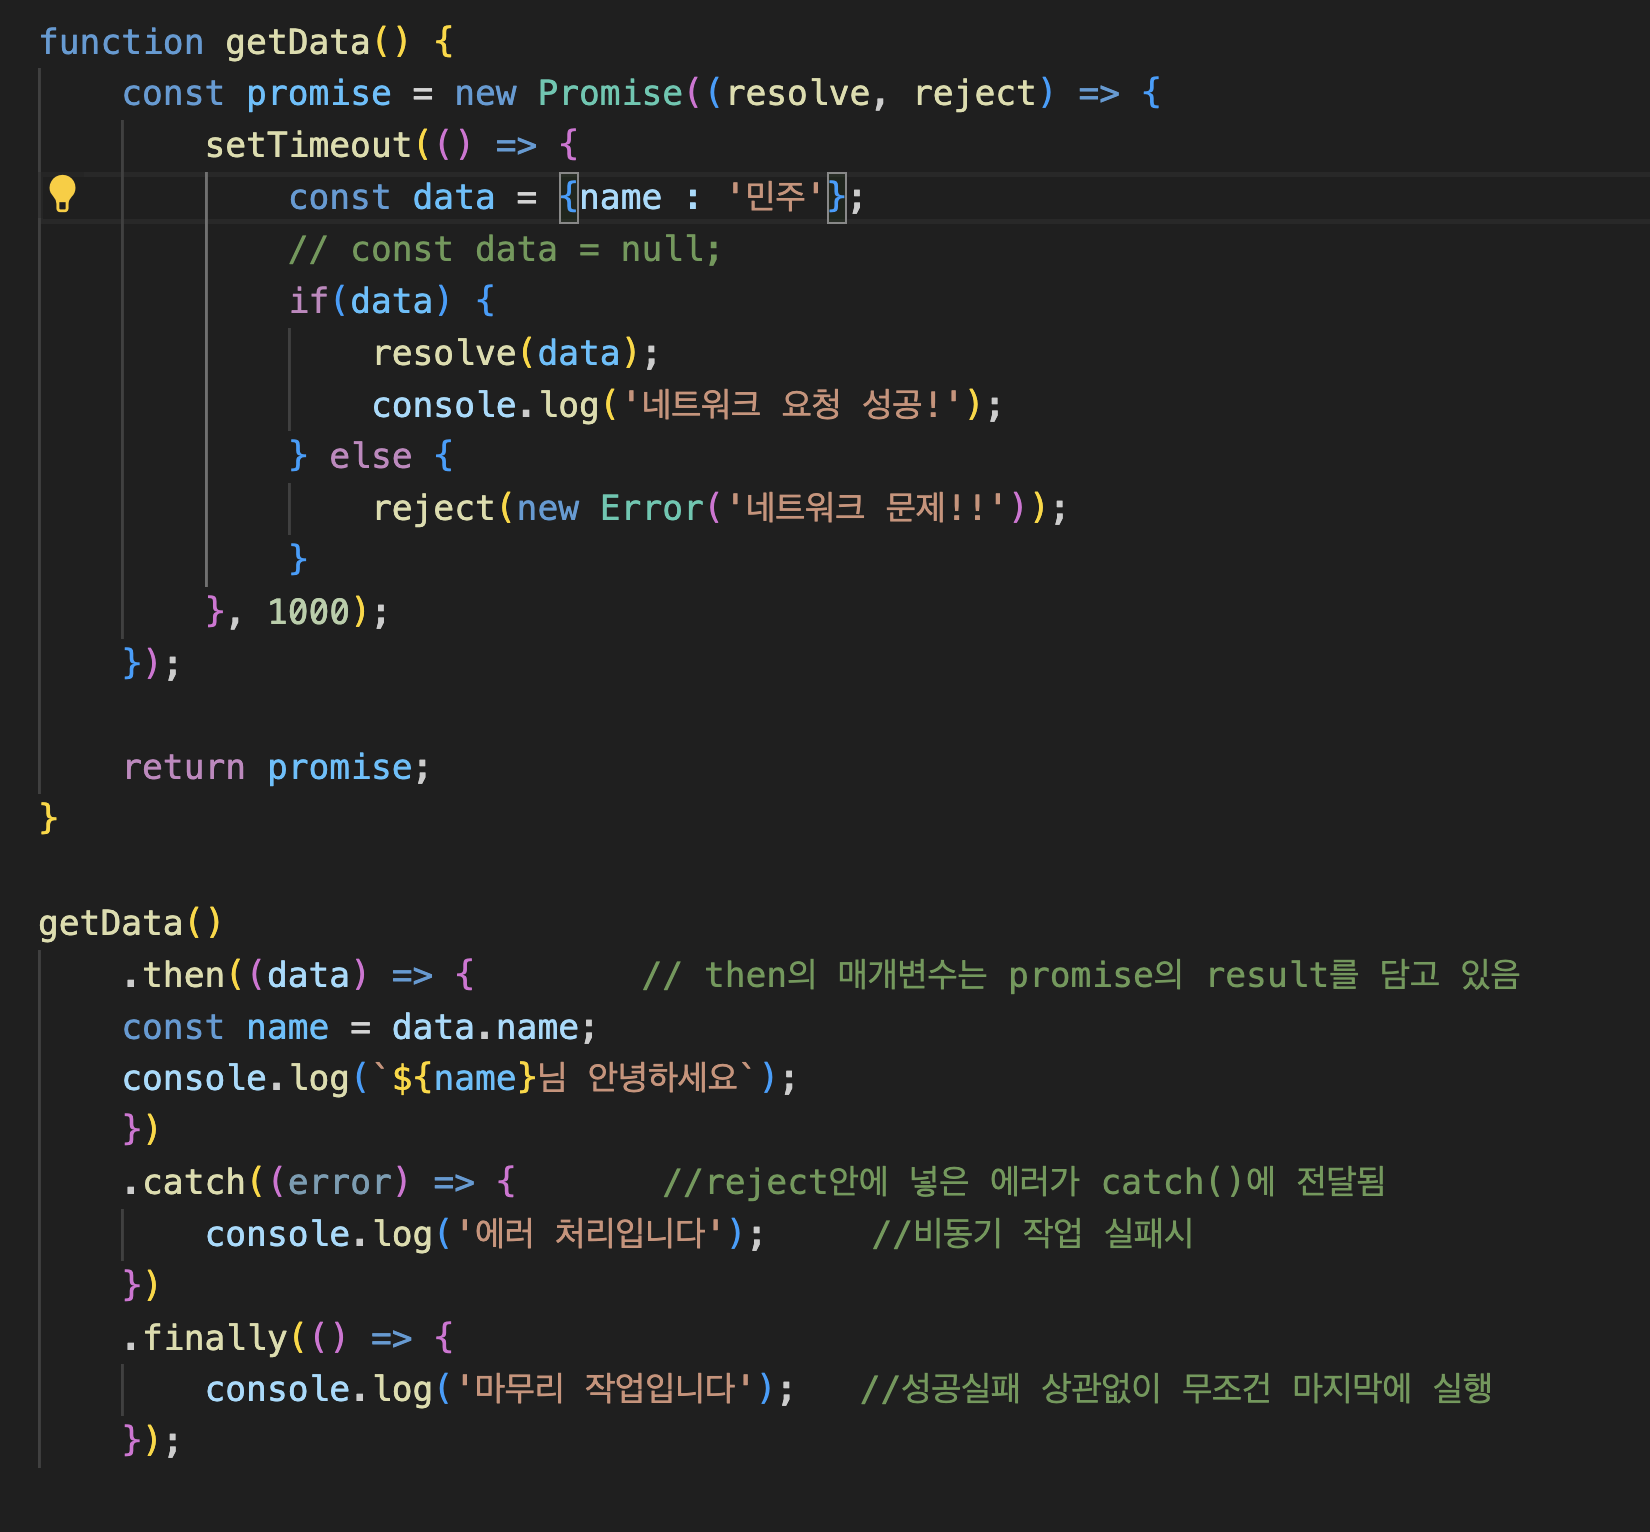 function getData() {
    const promise = new Promise((resolve, reject) => {
        setTimeout(() => {
            const data = {name : '민주'};
            // const data = null;
            if(data) {
                resolve(data);
                console.log('네트워크 요청 성공!');
            } else {
                reject(new Error('네트워크 문제!!'));
            }
        }, 1000);
    });

    return promise;
}

getData()
    .then((data) => {        // then의 매개변수는 promise의 result를 담고 있음
    const name = data.name;
    console.log(`${name}님 안녕하세요`);
    })
    .catch((error) => {       //reject안에 넣은 에러가 catch()에 전달됨
        console.log('에러 처리입니다');     //비동기 작업 실패시
    })
    .finally(() => {
        console.log('마무리 작업입니다');   //성공실패 상관없이 무조건 마지막에 실행
    });